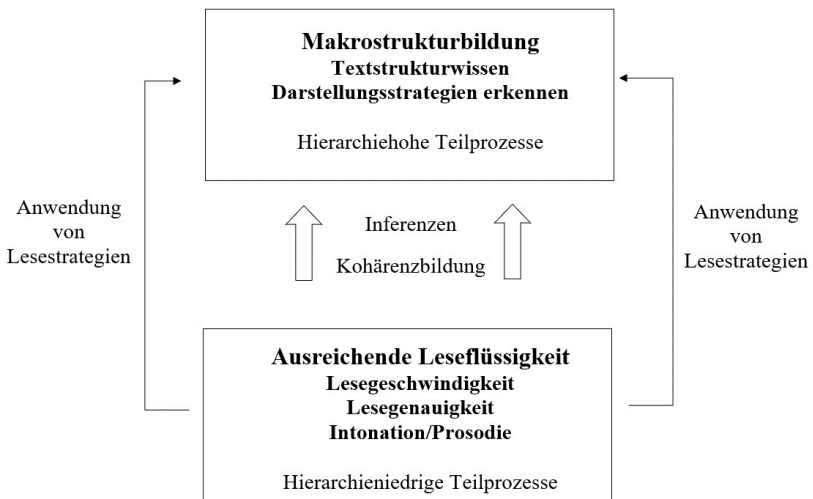 Makrostrukturbildung
Textstrukturwissen
Darstellungsstrategien erkennen
Hierarchiehohe Teilprozesse
Anwendung
von
Lesestrategien
Inferenzen
Kohärenzbildung
Anwendung
von
Lesestrategien
Ausreichende Leseflüssigkeit
Lesegeschwindigkeit
Lesegenauigkeit
Intonation/Prosodie
Hierarchieniedrige Teilprozesse